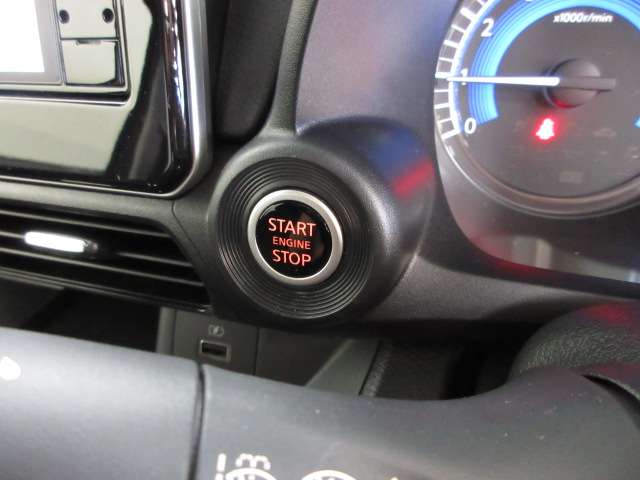 x1000r/min
2
1
0
START
ENGINE
STOP